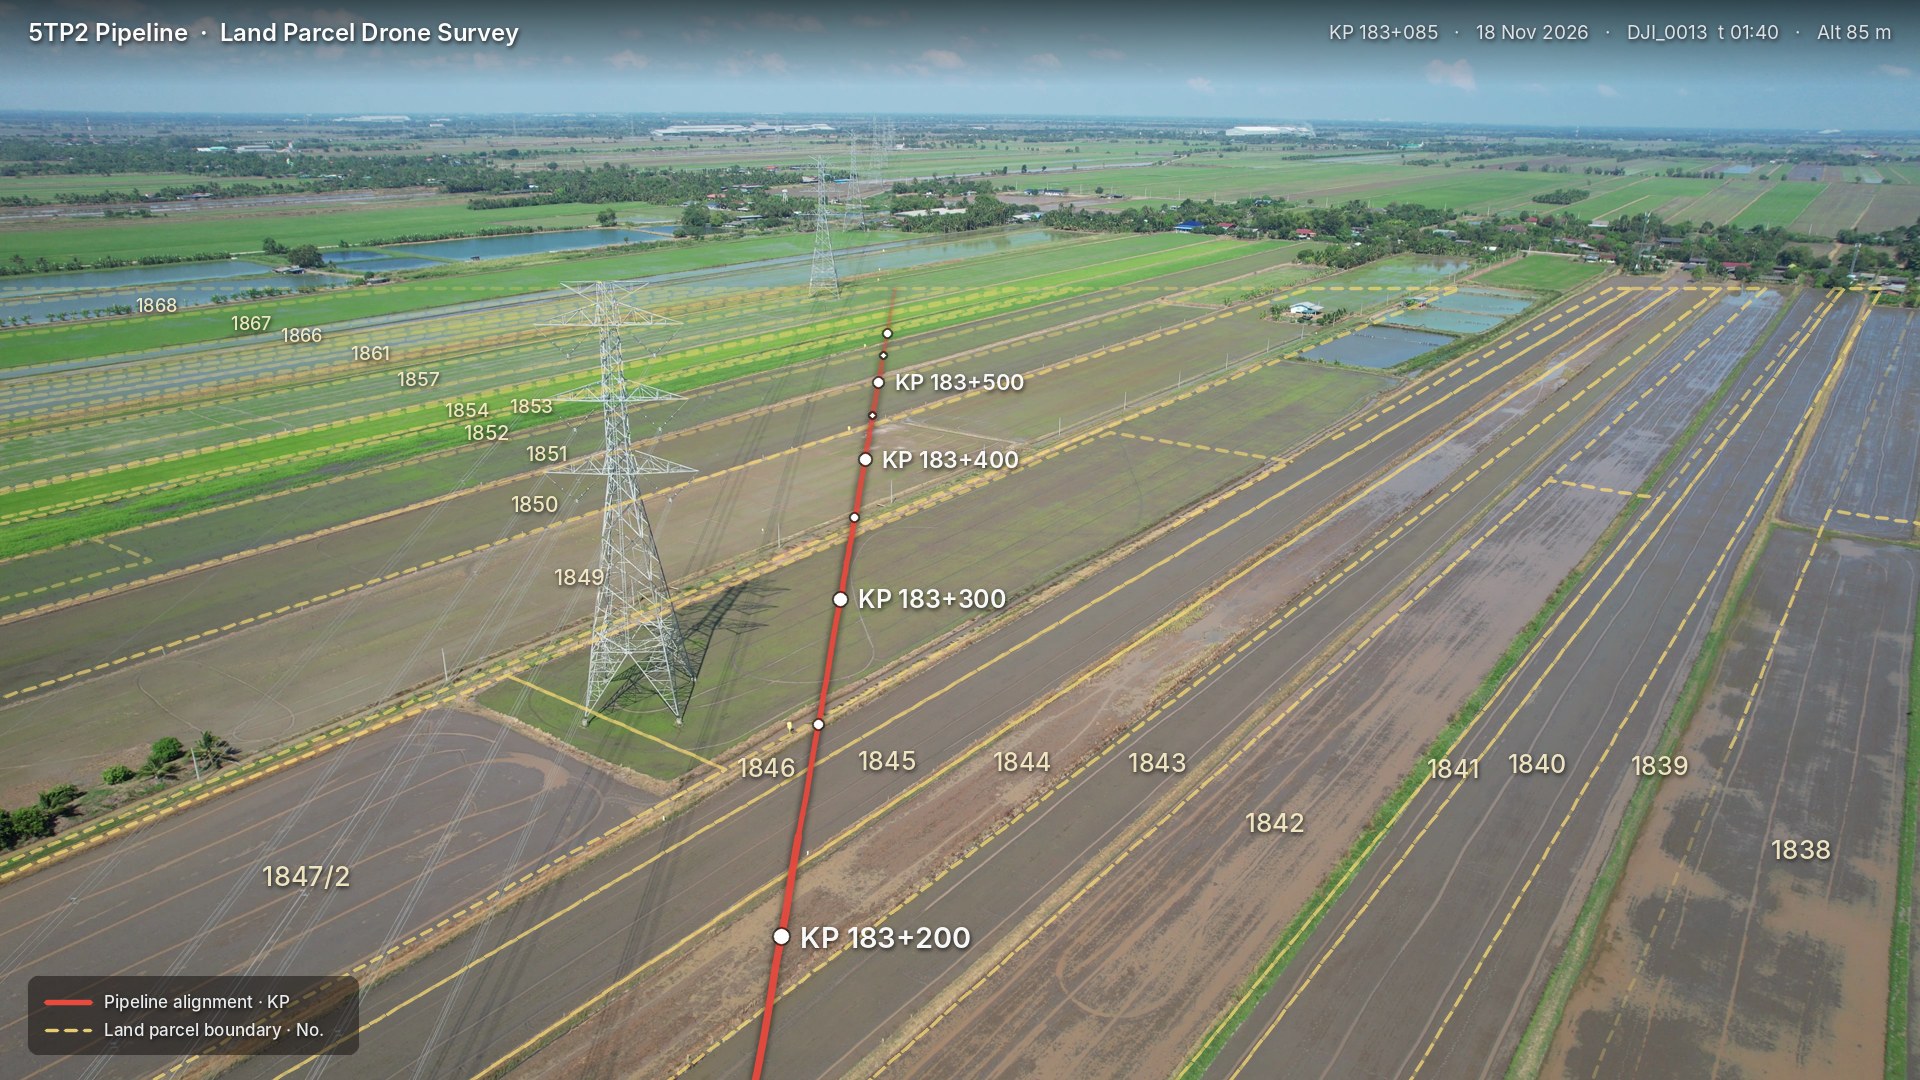 5TP2 Pipeline · Land Parcel Drone Survey
KP 183+085 · 18 Nov 2026 · DJI_0013 t 01:40 · Alt 85 m
1868
1867
1866
1861
1857
KP 183+500
1854
1853
1852
1851
KP 183+400
1850
1849
KP 183+300
1846
1845
1844
1843
1841
1840
1839
1842
1838
1847/2
KP 183+200
Pipeline alignment · KP
Land parcel boundary · No.